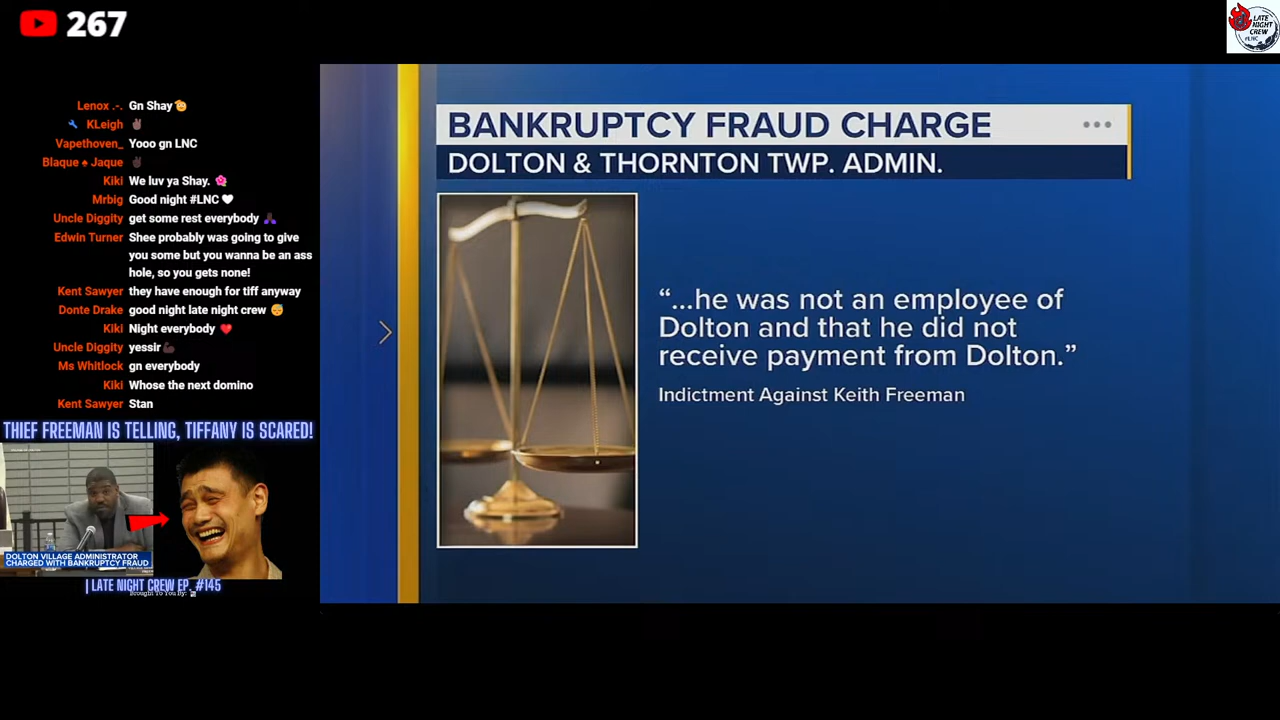 267
LATE
NIGHT
CREW
#LNC
Lenox .-. Gn Shay
KLeigh
Vapethoven_ Yooo gn LNC
Blaque ♠ Jaque
Kiki We luv ya Shay.
Mrbig Good night #LNC
Uncle Diggity get some rest everybody
Edwin Turner Shee probably was going to give
you some but you wanna be an ass
hole, so you gets none!
Kent Sawyer they have enough for tiff anyway
Donte Drake good night late night crew
Kiki Night everybody
Uncle Diggity yessir
Ms Whitlock gn everybody
Kiki Whose the next domino
Kent Sawyer Stan
THIEF FREEMAN IS TELLING, TIFFANY IS SCARED!
DOLTON VILLAGE ADMINISTRATOR
CHARGED WITH BANKRUPTCY FRAUD
| LATE NIGHT CREW EP. #145
Brought To You By:
BANKRUPTCY FRAUD CHARGE
DOLTON & THORNTON TWP. ADMIN.
“...he was not an employee of
Dolton and that he did not
receive payment from Dolton.”
Indictment Against Keith Freeman